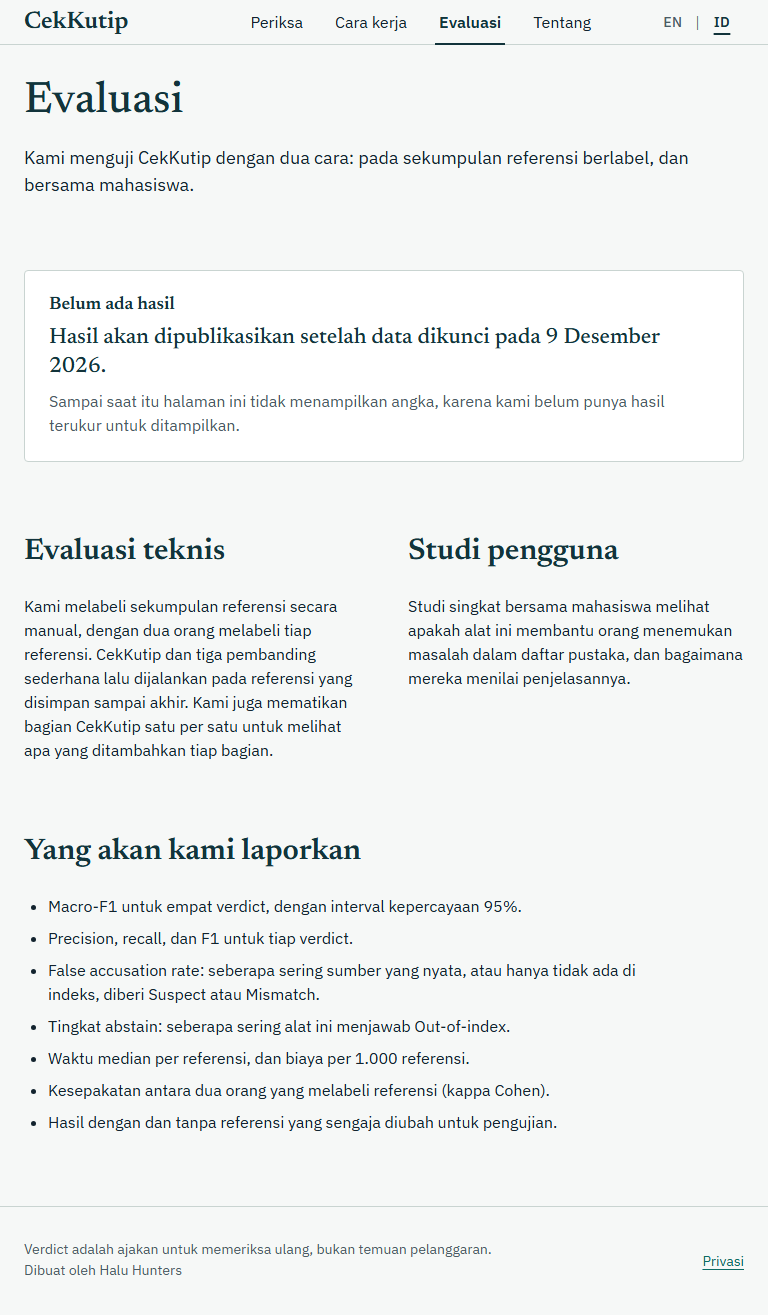 CekKutip
Periksa
Cara kerja
Evaluasi
Tentang
EN | ID
Evaluasi
Kami menguji CekKutip dengan dua cara: pada sekumpulan referensi berlabel, dan
bersama mahasiswa.
Belum ada hasil
Hasil akan dipublikasikan setelah data dikunci pada 9 Desember
2026.
Sampai saat itu halaman ini tidak menampilkan angka, karena kami belum punya hasil
terukur untuk ditampilkan.
Evaluasi teknis
Kami melabeli sekumpulan referensi secara
manual, dengan dua orang melabeli tiap
referensi. CekKutip dan tiga pembanding
sederhana lalu dijalankan pada referensi yang
disimpan sampai akhir. Kami juga mematikan
bagian CekKutip satu per satu untuk melihat
apa yang ditambahkan tiap bagian.
Studi pengguna
Studi singkat bersama mahasiswa melihat
apakah alat ini membantu orang menemukan
masalah dalam daftar pustaka, dan bagaimana
mereka menilai penjelasannya.
Yang akan kami laporkan
• Macro-F1 untuk empat verdict, dengan interval kepercayaan 95%.
• Precision, recall, dan F1 untuk tiap verdict.
• False accusation rate: seberapa sering sumber yang nyata, atau hanya tidak ada di
indeks, diberi Suspect atau Mismatch.
• Tingkat abstain: seberapa sering alat ini menjawab Out-of-index.
• Waktu median per referensi, dan biaya per 1.000 referensi.
• Kesepakatan antara dua orang yang melabeli referensi (kappa Cohen).
• Hasil dengan dan tanpa referensi yang sengaja diubah untuk pengujian.
Verdict adalah ajakan untuk memeriksa ulang, bukan temuan pelanggaran.
Dibuat oleh Halu Hunters
Privasi